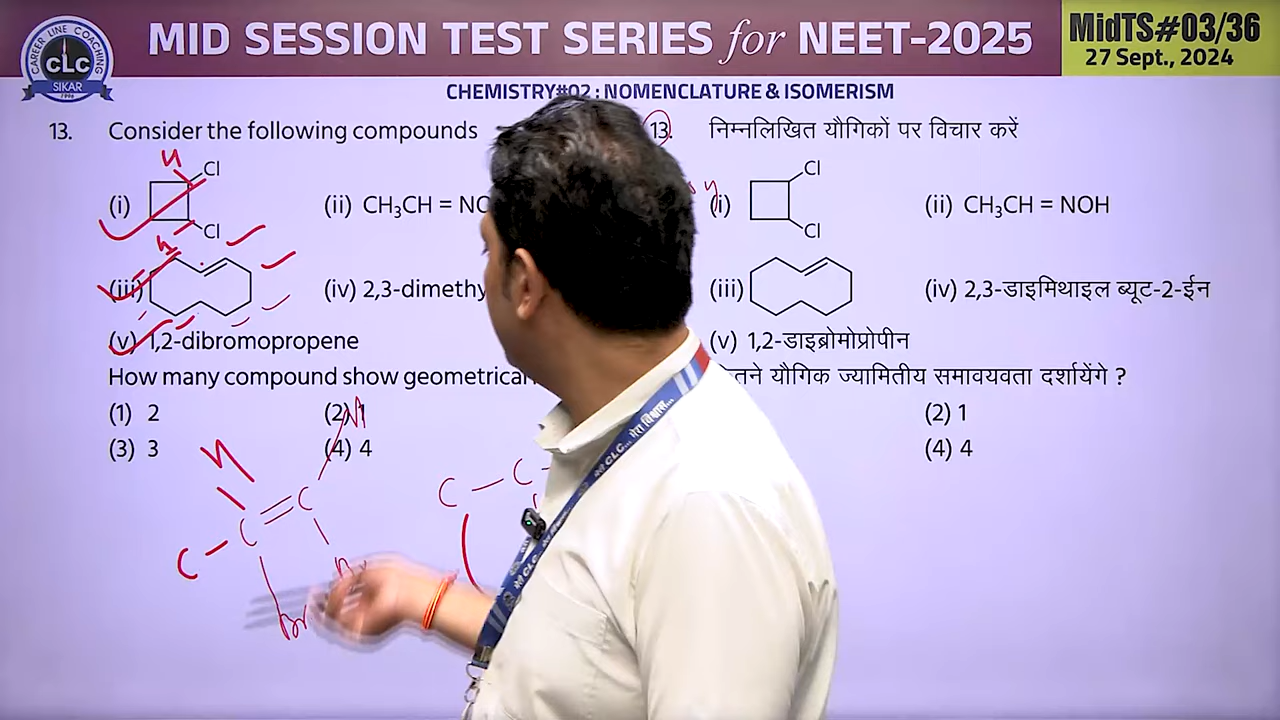 MID SESSION TEST SERIES for NEET-2025
MidTS#03/36
27 Sept., 2024
CAREER LINE COACHING
CLC
SIKAR
1996
CHEMISTRY#02 : NOMENCLATURE & ISOMERISM
13. Consider the following compounds
(i) Cl Cl
(ii) CH₃CH = NO
(iii)
(iv) 2,3-dimethy
(v) 1,2-dibromopropene
How many compound show geometrical
(1) 2
(2) 1
(3) 3
(4) 4
H
C = C
C
Br
C – C
13. निम्नलिखित यौगिकों पर विचार करें
(i) Cl Cl
(ii) CH₃CH = NOH
(iii)
(iv) 2,3-डाइमिथाइल ब्यूट-2-ईन
(v) 1,2-डाइब्रोमोप्रोपीन
यौगिक ज्यामितीय समावयवता दर्शायेंगे ?
(2) 1
(4) 4